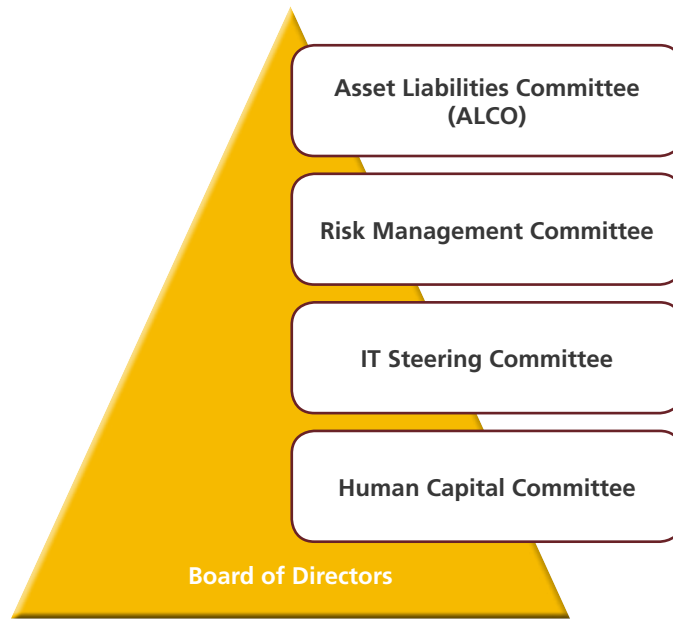 Asset Liabilities Committee
(ALCO)
Risk Management Committee
IT Steering Committee
Human Capital Committee
Board of Directors